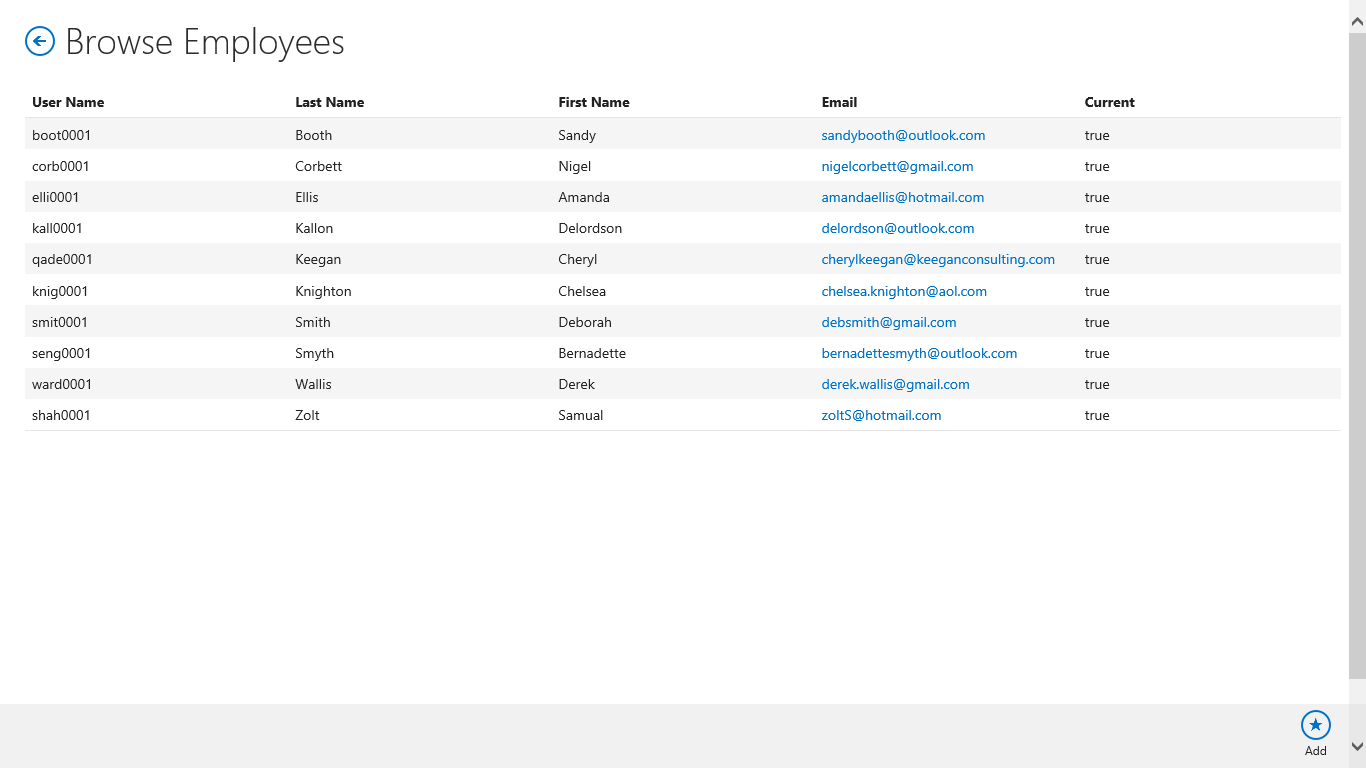 Browse Employees
User Name Last Name First Name Email Current
boot0001 Booth Sandy sandybooth@outlook.com true
corb0001 Corbett Nigel nigelcorbett@gmail.com true
elli0001 Ellis Amanda amandaellis@hotmail.com true
kall0001 Kallon Delordson delordson@outlook.com true
qade0001 Keegan Cheryl cherylkeegan@keeganconsulting.com true
knig0001 Knighton Chelsea chelsea.knighton@aol.com true
smit0001 Smith Deborah debsmith@gmail.com true
seng0001 Smyth Bernadette bernadettesmyth@outlook.com true
ward0001 Wallis Derek derek.wallis@gmail.com true
shah0001 Zolt Samual zoltS@hotmail.com true
Add